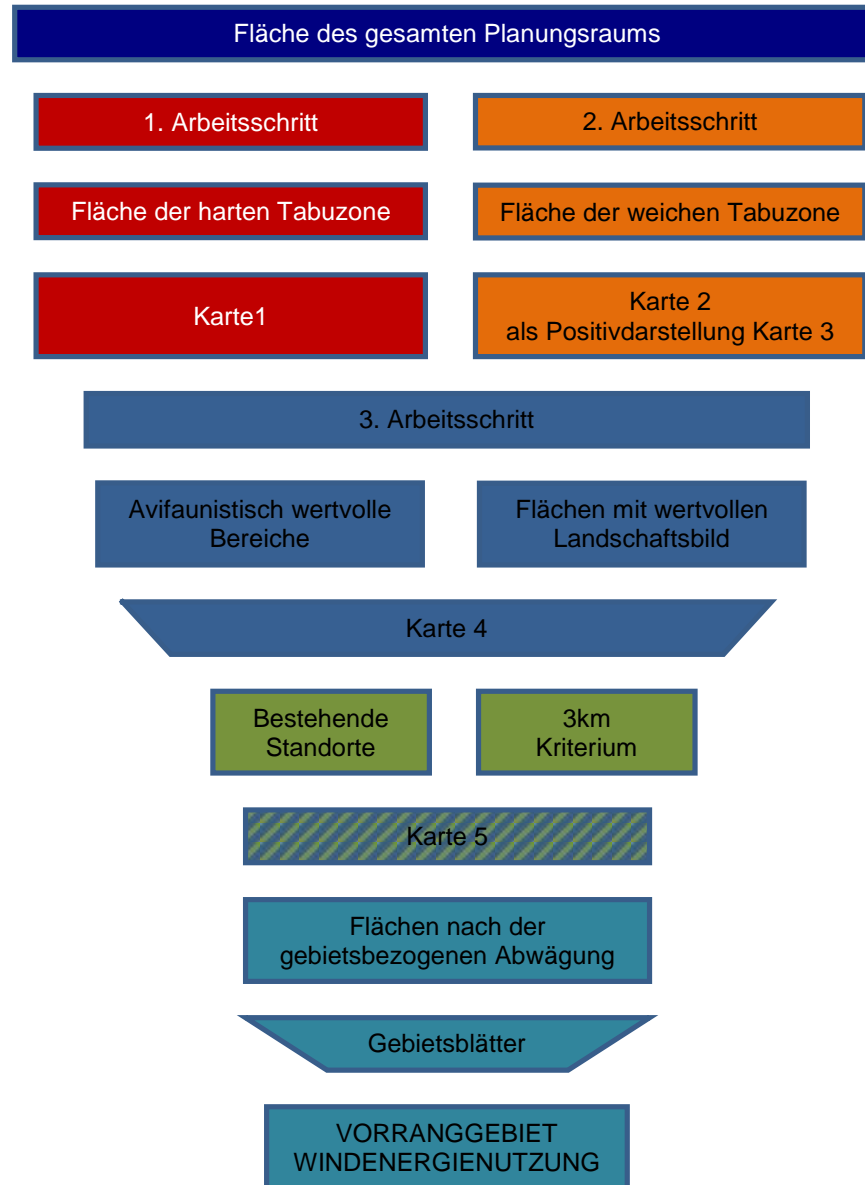 Fläche des gesamten Planungsraums
1. Arbeitsschritt
2. Arbeitsschritt
Fläche der harten Tabuzone
Fläche der weichen Tabuzone
Karte1
Karte 2
als Positivdarstellung Karte 3
3. Arbeitsschritt
Avifaunistisch wertvolle
Bereiche
Flächen mit wertvollen
Landschaftsbild
Karte 4
Bestehende
Standorte
3km
Kriterium
Karte 5
Flächen nach der
gebietsbezogenen Abwägung
Gebietsblätter
VORRANGGEBIET
WINDENERGIENUTZUNG